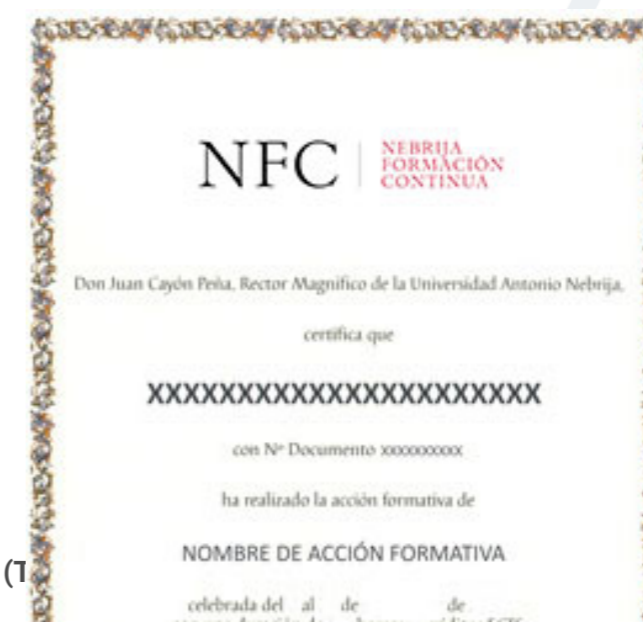 NFC
NEBRIJA
FORMACIÓN
CONTINUA
Don Juan Cayón Peña, Rector Magnífico de la Universidad Antonio Nebrija,
certifica que
XXXXXXXXXXXXXXXXXXXXXX
con Nº Documento xxxxxxxxxx
ha realizado la acción formativa de
NOMBRE DE ACCIÓN FORMATIVA
(T
celebrada del al de de